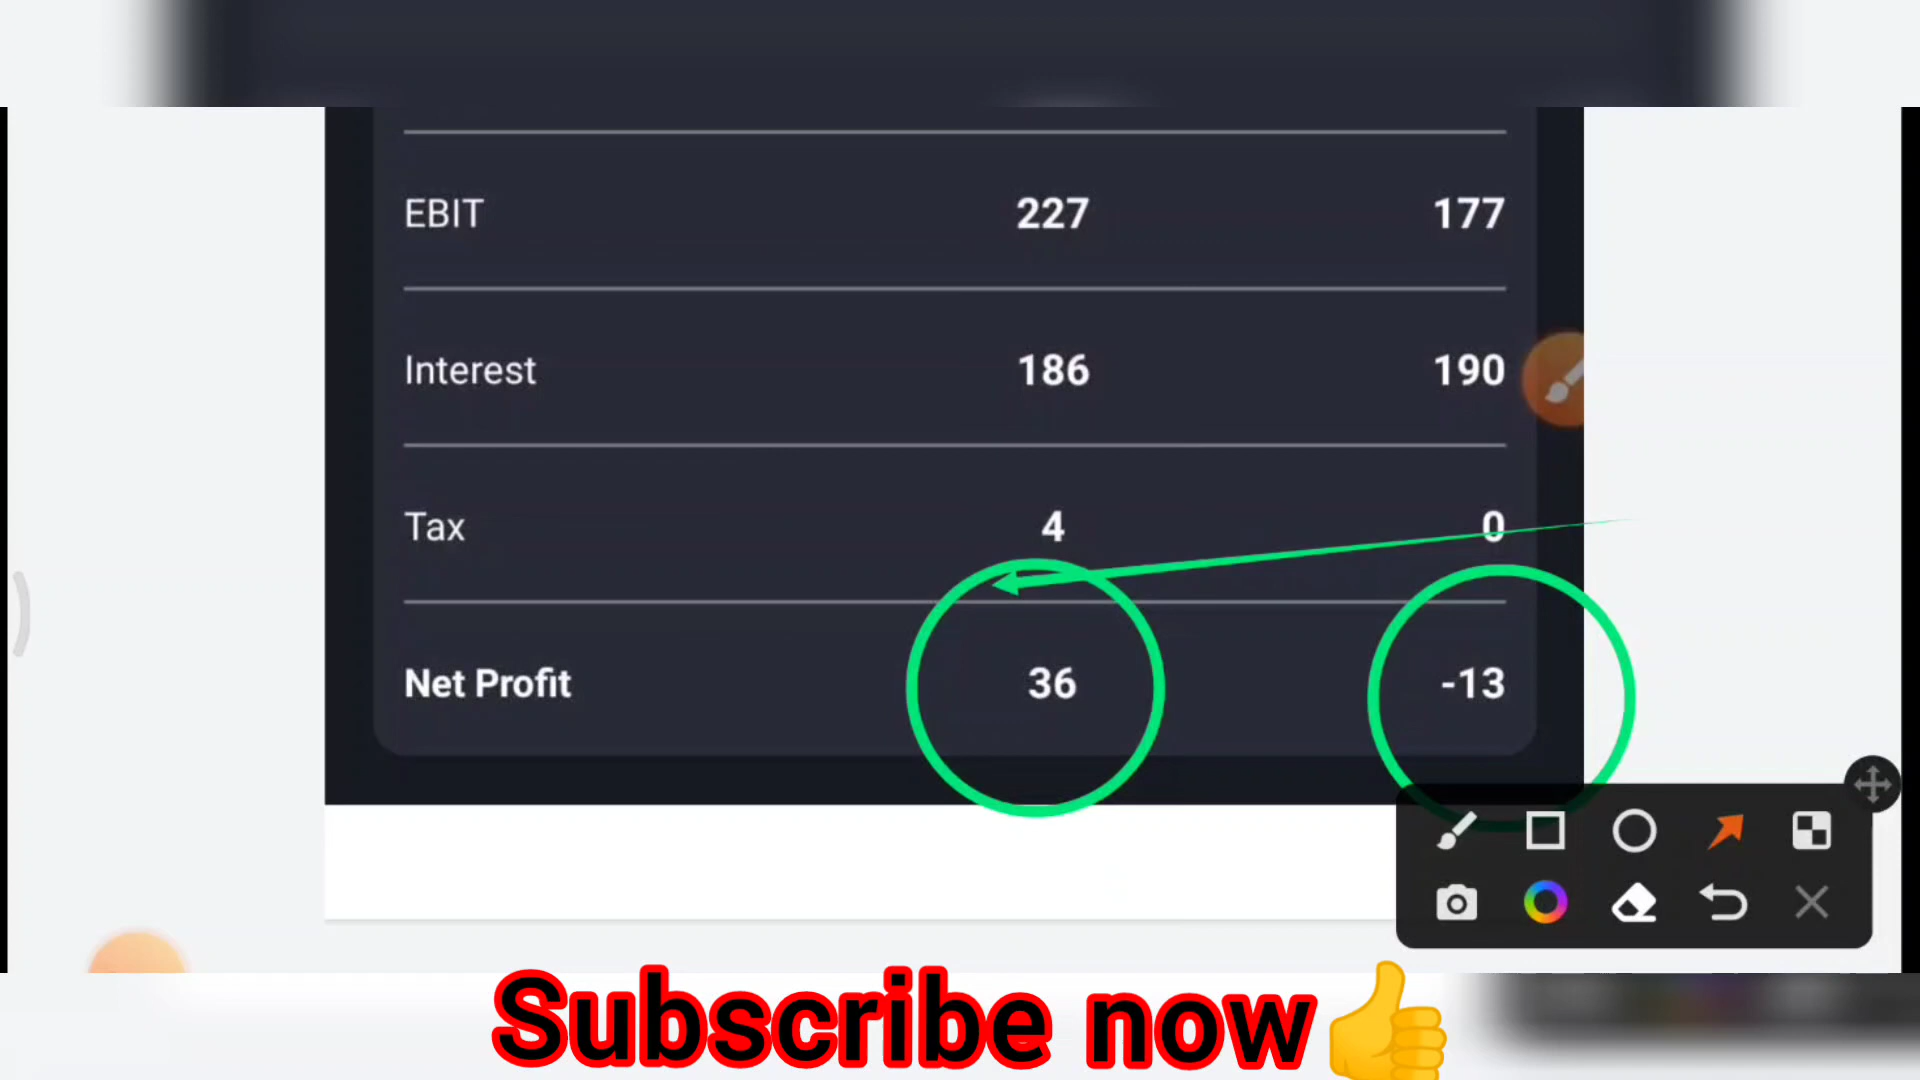 EBIT 227 177
Interest 186 190
Tax 4 0
Net Profit 36 -13
Subscribe now👍